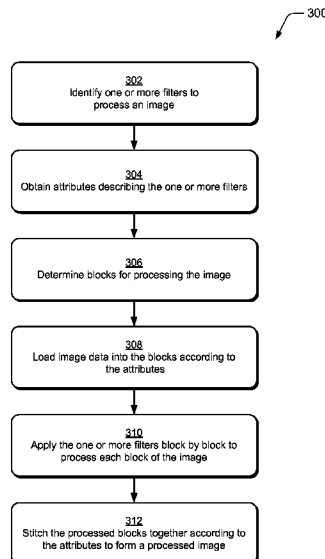 300
302
Identify one or more filters to
process an image
304
Obtain attributes describing the one or more filters
306
Determine blocks for processing the image
308
Load image data into the blocks according to
the attributes
310
Apply the one or more filters block by block to
process each block of the image
312
Stitch the processed blocks together according to
the attributes to form a processed image